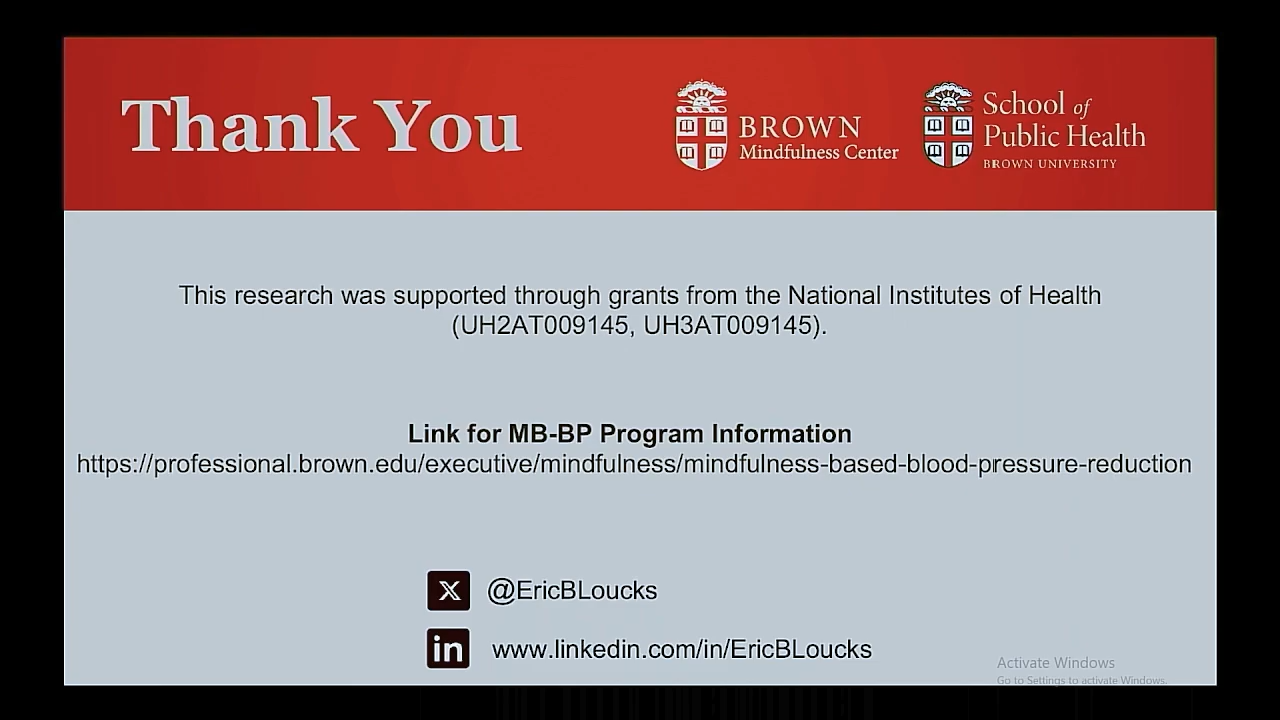 Thank You
BROWN
Mindfulness Center
School of
Public Health
BROWN UNIVERSITY
This research was supported through grants from the National Institutes of Health
(UH2AT009145, UH3AT009145).
Link for MB-BP Program Information
https://professional.brown.edu/executive/mindfulness/mindfulness-based-blood-pressure-reduction
X @EricBLoucks
in www.linkedin.com/in/EricBLoucks
Activate Windows
Go to Settings to activate Windows.